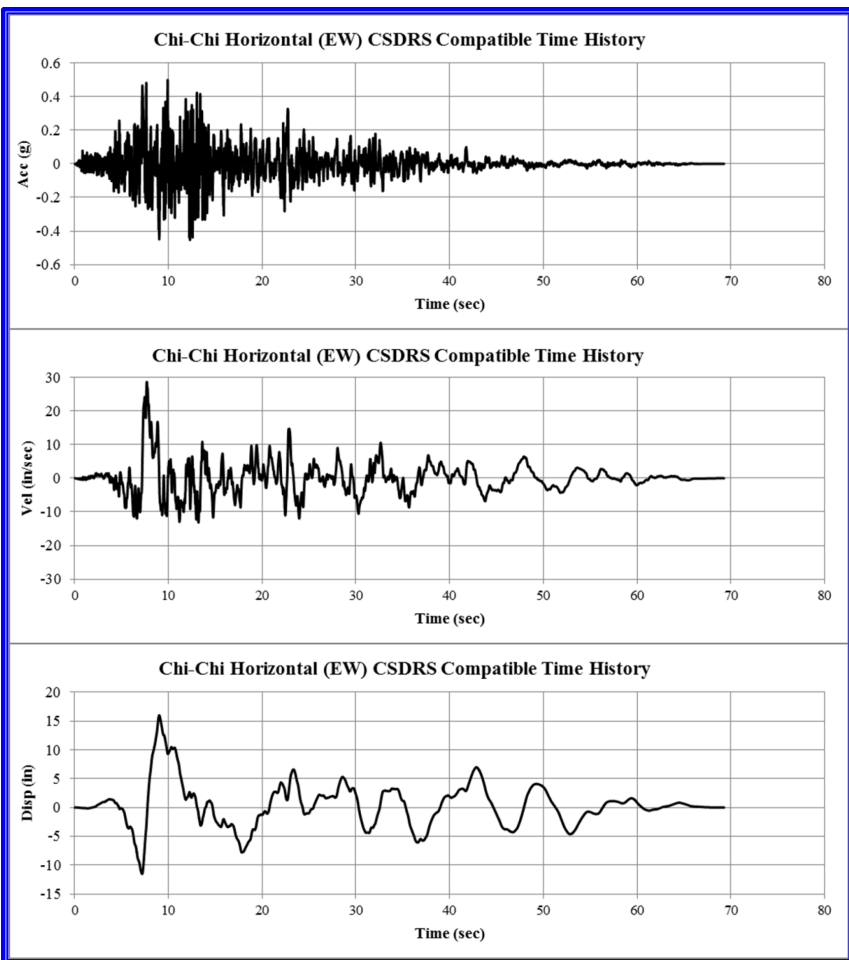 Chi-Chi Horizontal (EW) CSDRS Compatible Time History
0.6
0.4
0.2
0
-0.2
-0.4
-0.6
Acc (g)
0 10 20 30 40 50 60 70 80
Time (sec)
Chi-Chi Horizontal (EW) CSDRS Compatible Time History
30
20
10
0
-10
-20
-30
Vel (in/sec)
0 10 20 30 40 50 60 70 80
Time (sec)
Chi-Chi Horizontal (EW) CSDRS Compatible Time History
20
15
10
5
0
-5
-10
-15
Disp (in)
0 10 20 30 40 50 60 70 80
Time (sec)